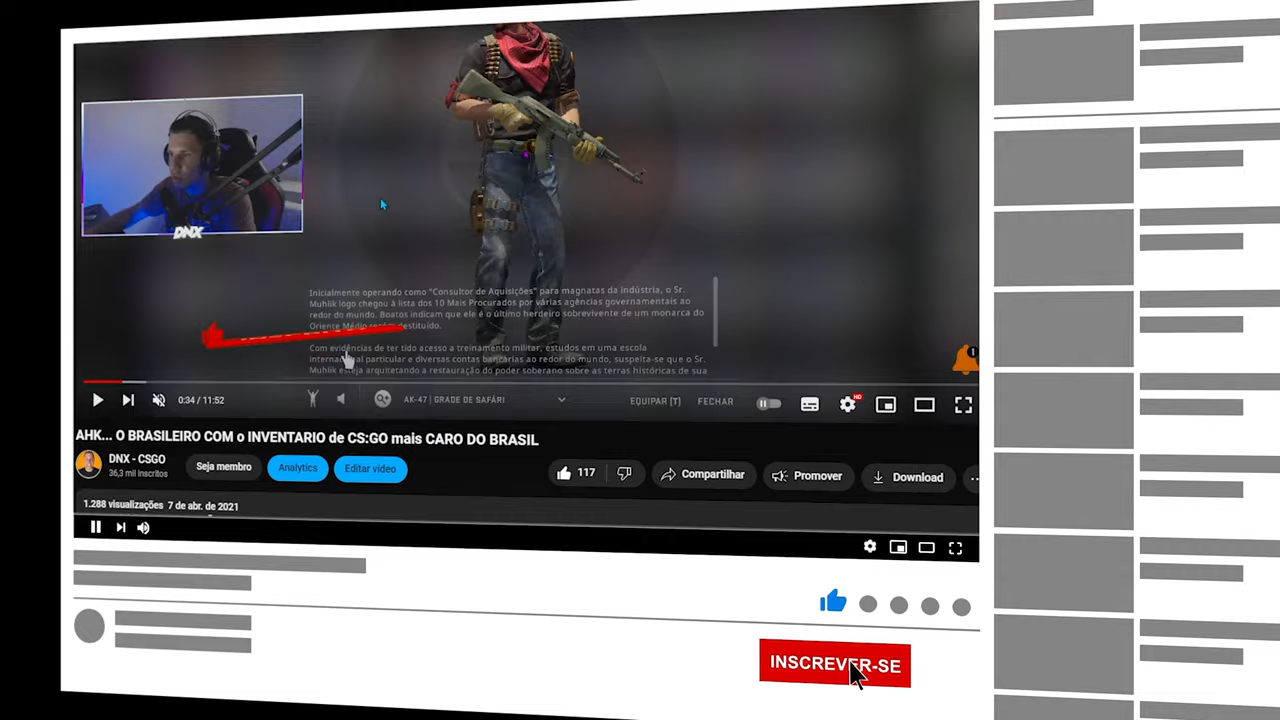 DNX
Inicialmente operando como "Consultor de Aquisições" para magnatas da indústria, o Sr.
Muhlik logo chegou à lista dos 10 Mais Procurados por várias agências governamentais ao
redor do mundo. Boatos indicam que ele é o último herdeiro sobrevivente de um monarca do
Oriente Médio destituído.
Com evidências de ter tido acesso a treinamento militar, estudos em uma escola
particular e diversas contas bancárias ao redor do mundo, suspeita-se que o Sr.
Muhlik esteja arquitetando a restauração do poder soberano sobre as terras históricas de sua
1
0:34 / 11:52
AK-47 | GRADE DE SAFÁRI
EQUIPAR [T]
FECHAR
HD
AHK... O BRASILEIRO COM o INVENTARIO de CS:GO mais CARO DO BRASIL
DNX - CSGO
36,3 mil inscritos
Seja membro
Analytics
Editar vídeo
117
Compartilhar
Promover
Download
1.288 visualizações 7 de abr. de 2021
INSCREVER-SE